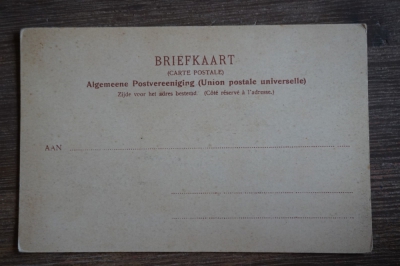 BRIEFKAART
(CARTE POSTALE)
Algemeene Postvereeniging (Union postale universelle)
Zijde voor het adres bestemd (Côté réservé à l'adresse.)
AAN